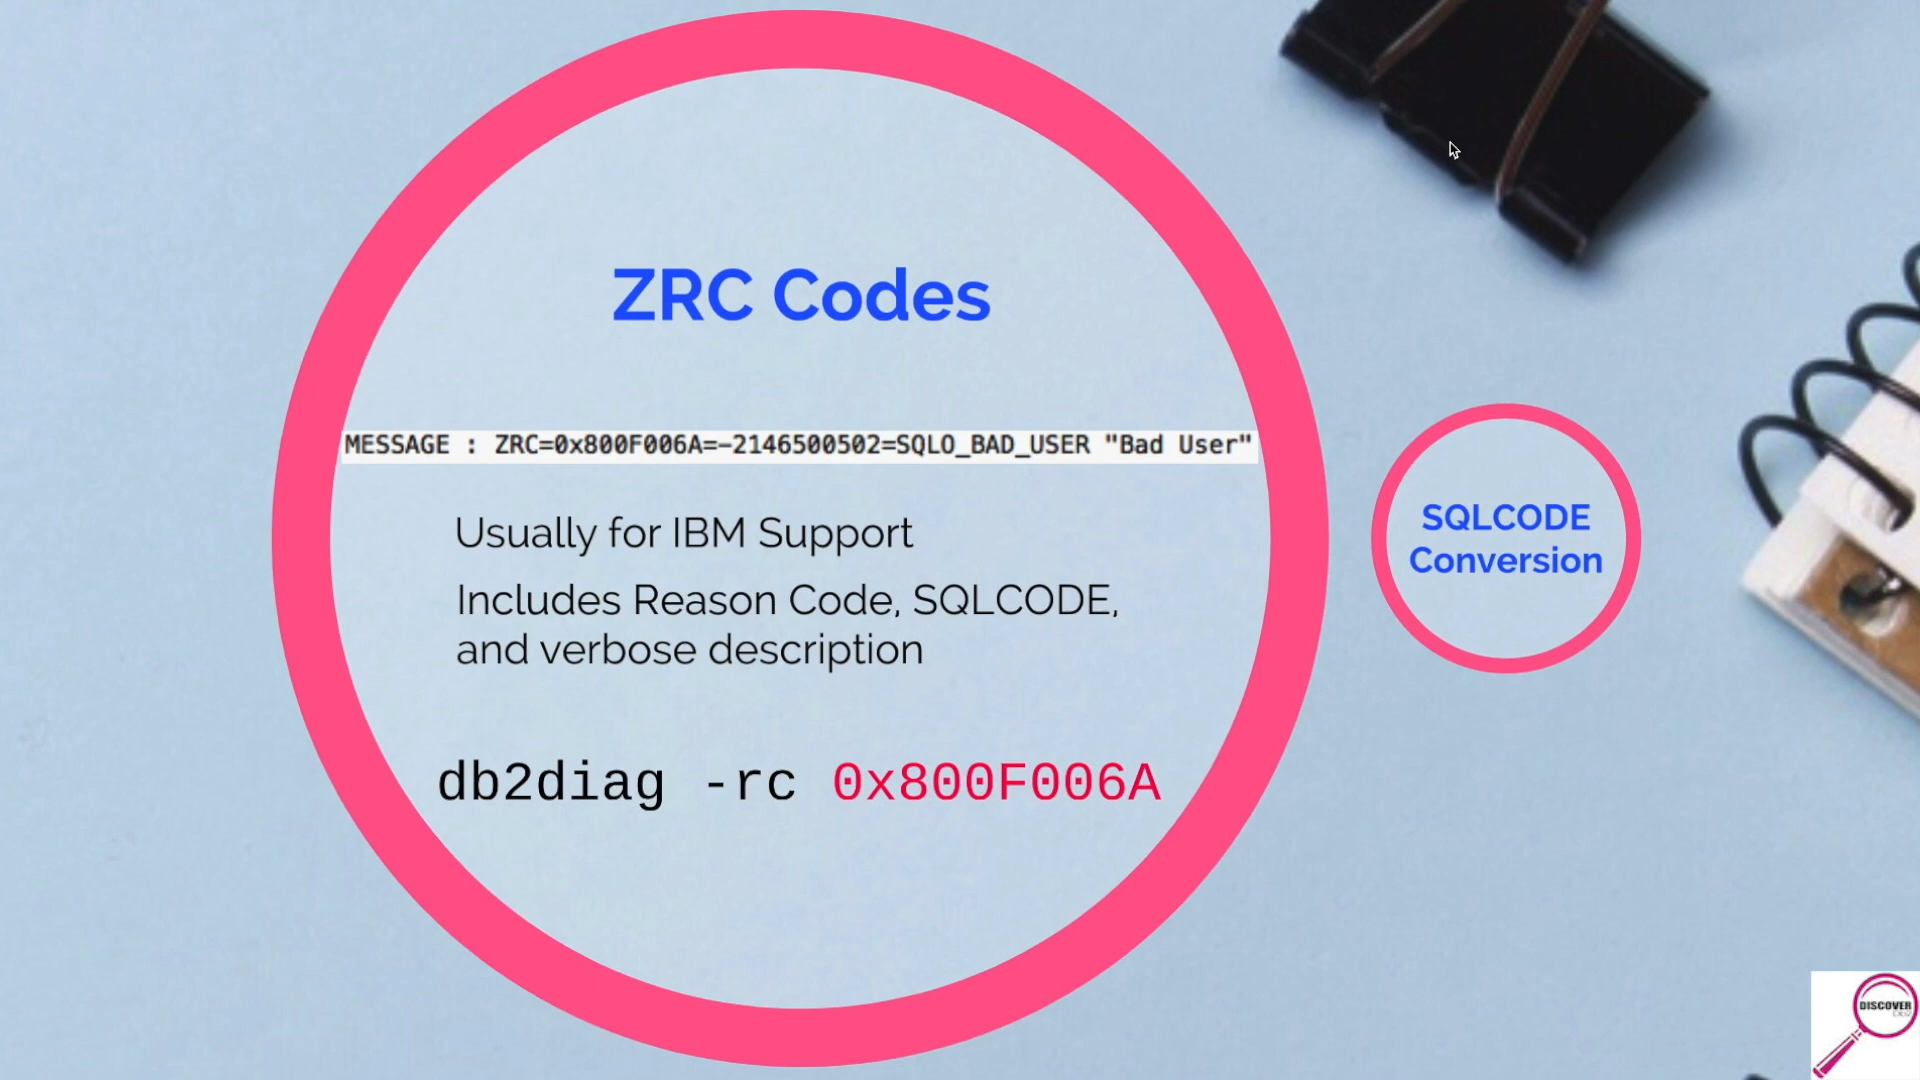 ZRC Codes
MESSAGE : ZRC=0x800F006A=-2146500502=SQLO_BAD_USER "Bad User"
Usually for IBM Support
Includes Reason Code, SQLCODE,
and verbose description
db2diag -rc 0x800F006A
SQLCODE
Conversion
DISCOVER